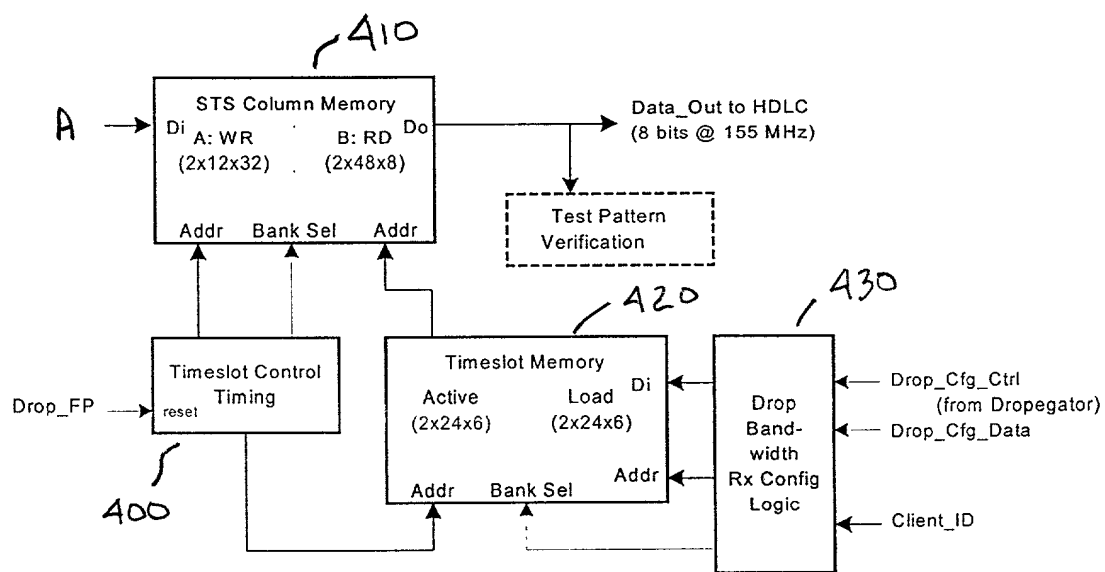 410
STS Column Memory
A
Di
A: WR
B: RD
Do
(2x12x32)
(2x48x8)
Addr
Bank Sel
Addr
Data_Out to HDLC
(8 bits @ 155 MHz)
Test Pattern
Verification
420
430
Timeslot Control
Timing
Drop_FP
reset
400
Timeslot Memory
Di
Active
Load
(2x24x6)
(2x24x6)
Addr
Addr
Bank Sel
Drop
Band-
width
Rx Config
Logic
Drop_Cfg_Ctrl
(from Dropegator)
Drop_Cfg_Data
Client_ID